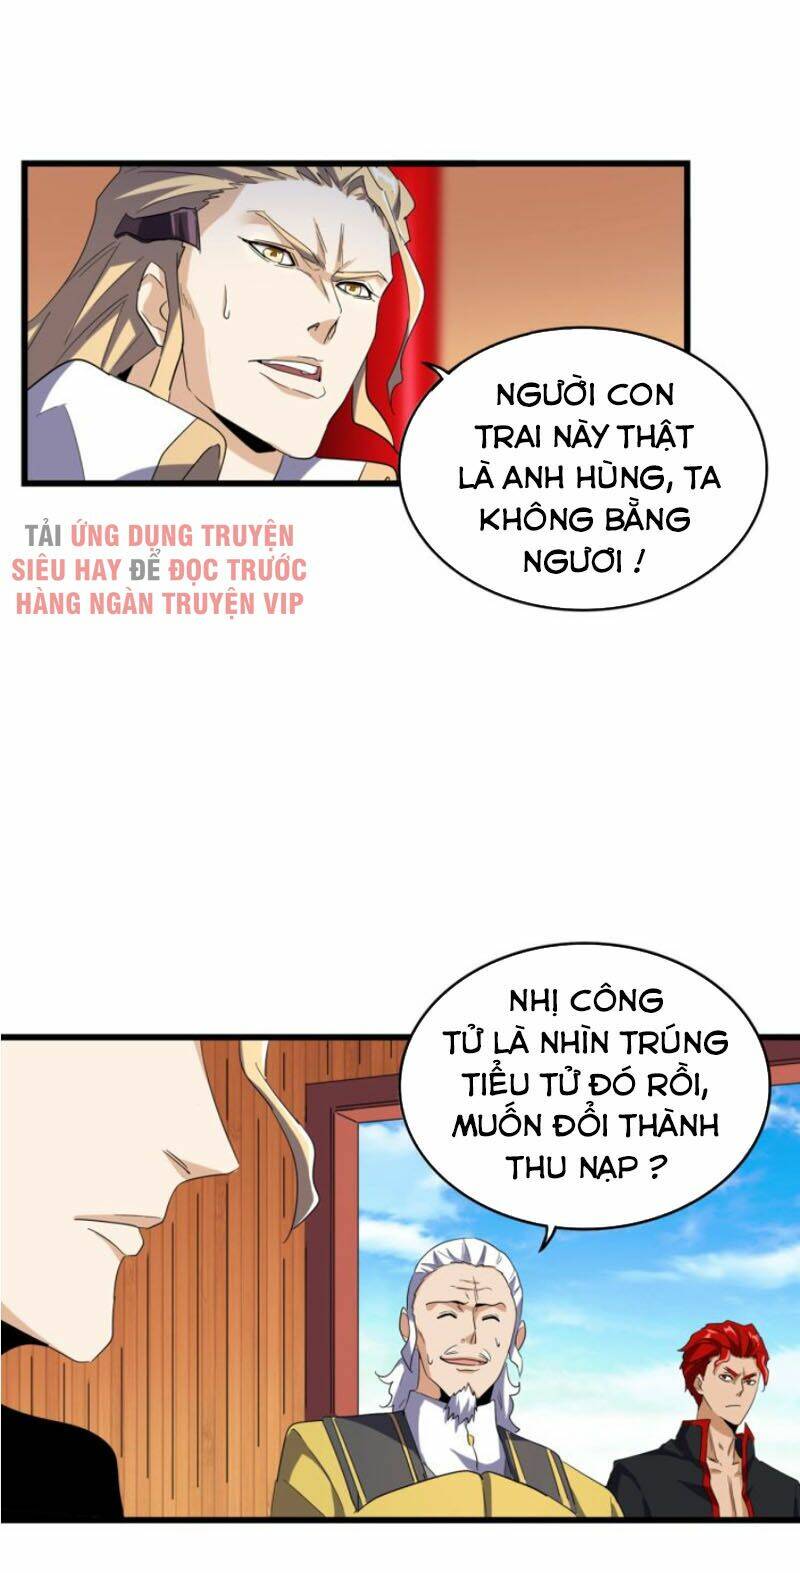 NGƯỜI CON
TRAI NÀY THẬT
LÀ ANH HÙNG, TA
KHÔNG BẰNG
NGƯƠI !
TẢI ỨNG DỤNG TRUYỆN
SIÊU HAY ĐỂ ĐỌC TRƯỚC
HÀNG NGÀN TRUYỆN VIP
NHỊ CÔNG
TỬ LÀ NHÌN TRÚNG
TIỂU TỬ ĐÓ RỒI,
MUỐN ĐỔI THÀNH
THU NẠP ?